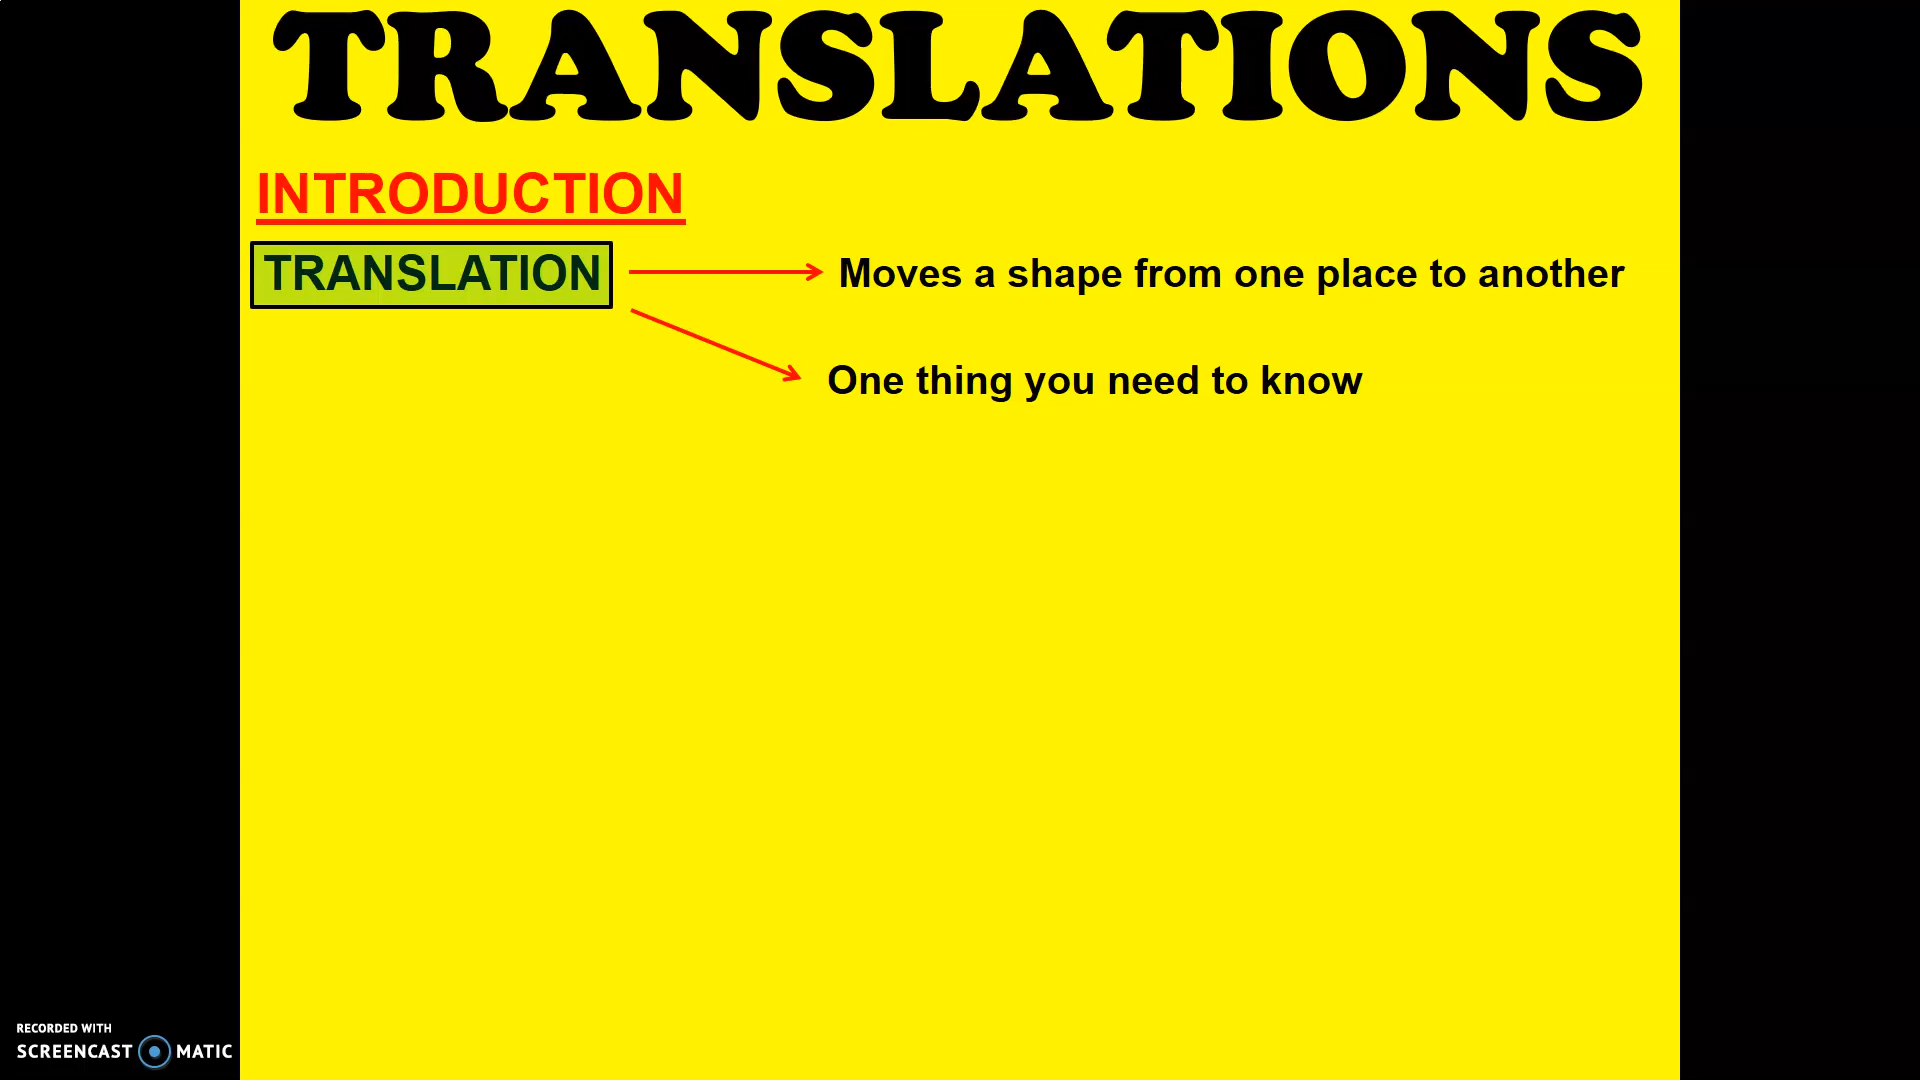 TRANSLATIONS
INTRODUCTION
TRANSLATION
Moves a shape from one place to another
One thing you need to know
RECORDED WITH
SCREENCAST MATIC